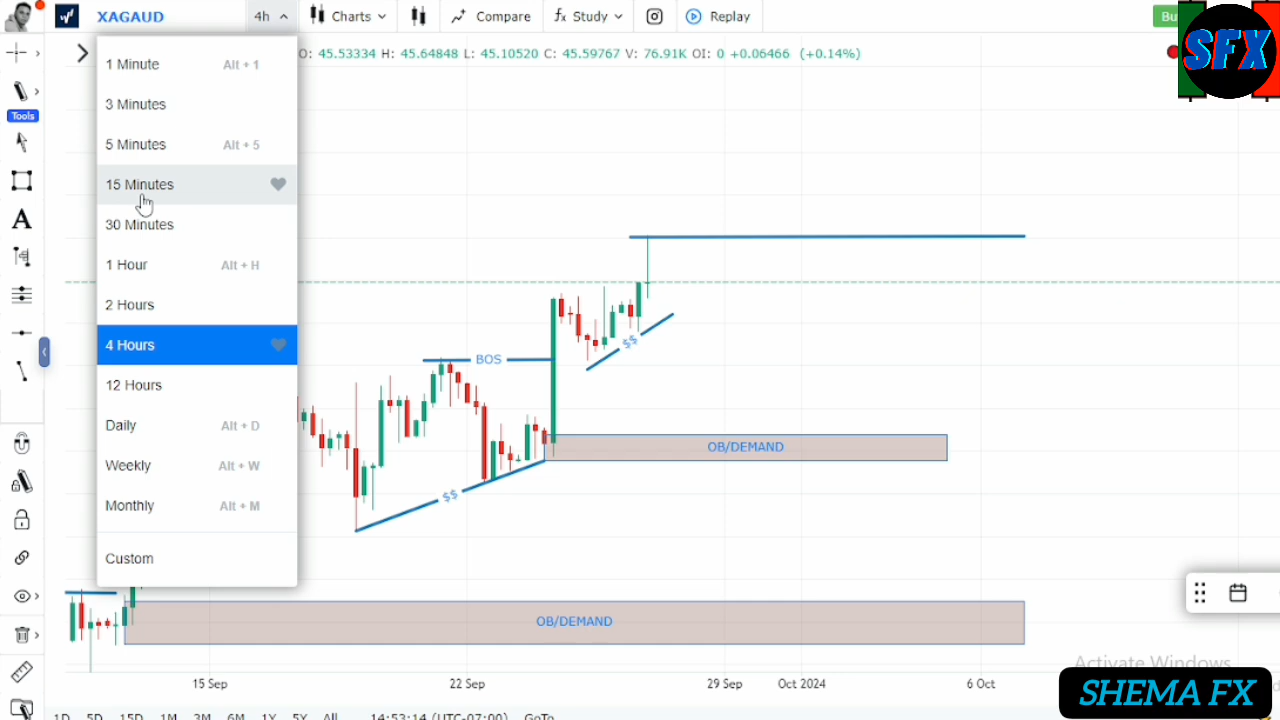 XAGAUD 4h Charts Compare fx Study Replay Bu
O: 45.53334 H: 45.64848 L: 45.10520 C: 45.59767 V: 76.91K OI: 0 +0.06466 (+0.14%)
SFX
Tools
1 Minute Alt + 1
3 Minutes
5 Minutes Alt + 5
15 Minutes
30 Minutes
1 Hour Alt + H
2 Hours
4 Hours
12 Hours
Daily Alt + D
Weekly Alt + W
Monthly Alt + M
Custom
A
$$
BOS
OB/DEMAND
$$
OB/DEMAND
Activate Windows
15 Sep 22 Sep 29 Sep Oct 2024 6 Oct
SHEMA FX
1D 5D 15D 1M 3M 6M 1Y 5Y All 14:53:14 (UTC-07:00) GoTo